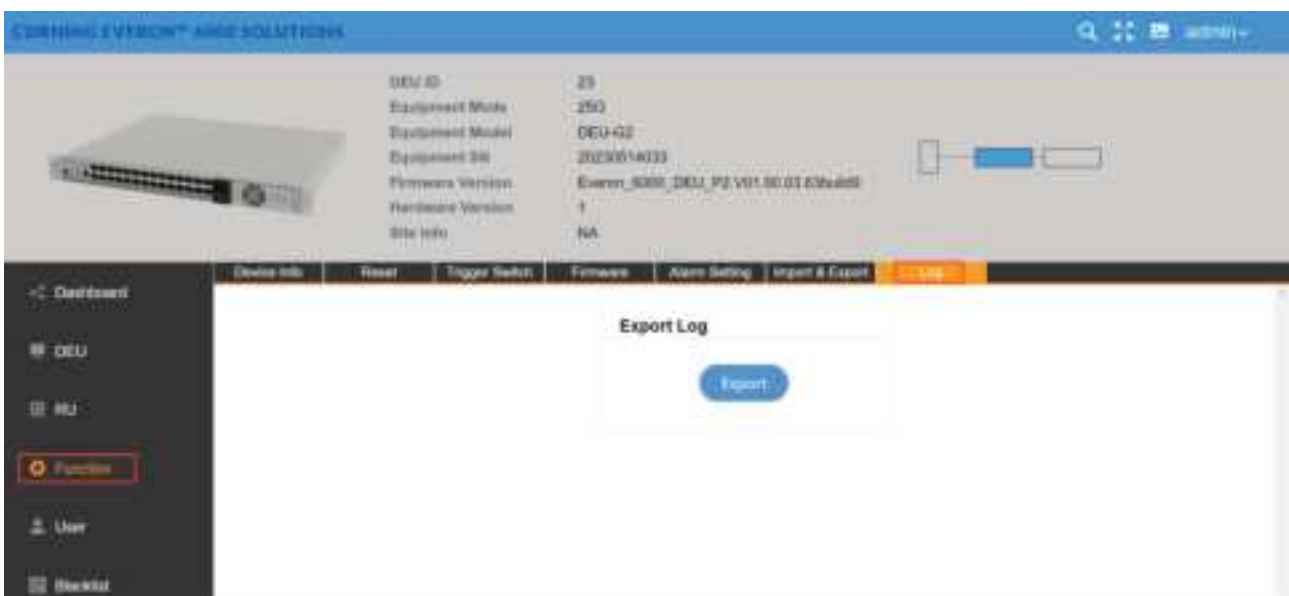 CORNING EVERON™ 6000 SOLUTIONS
admin
DEU ID 23
Equipment Mode 25G
Equipment Model DEU-G2
Equipment SN
Firmware Version
Hardware Version 1
Site Info NA
Device Info Reset Trigger Switch Firmware Alarm Setting Import & Export Log
Dashboard
Export Log
DEU
Export
RU
Function
User
Blacklist